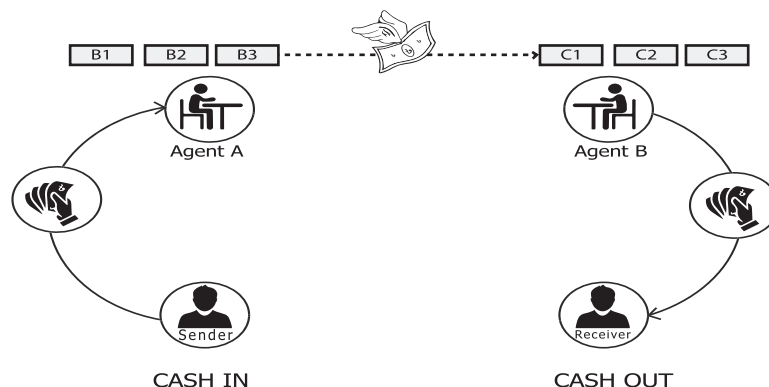 B1 B2 B3 C1 C2 C3
Agent A Agent B
Sender Receiver
CASH IN CASH OUT